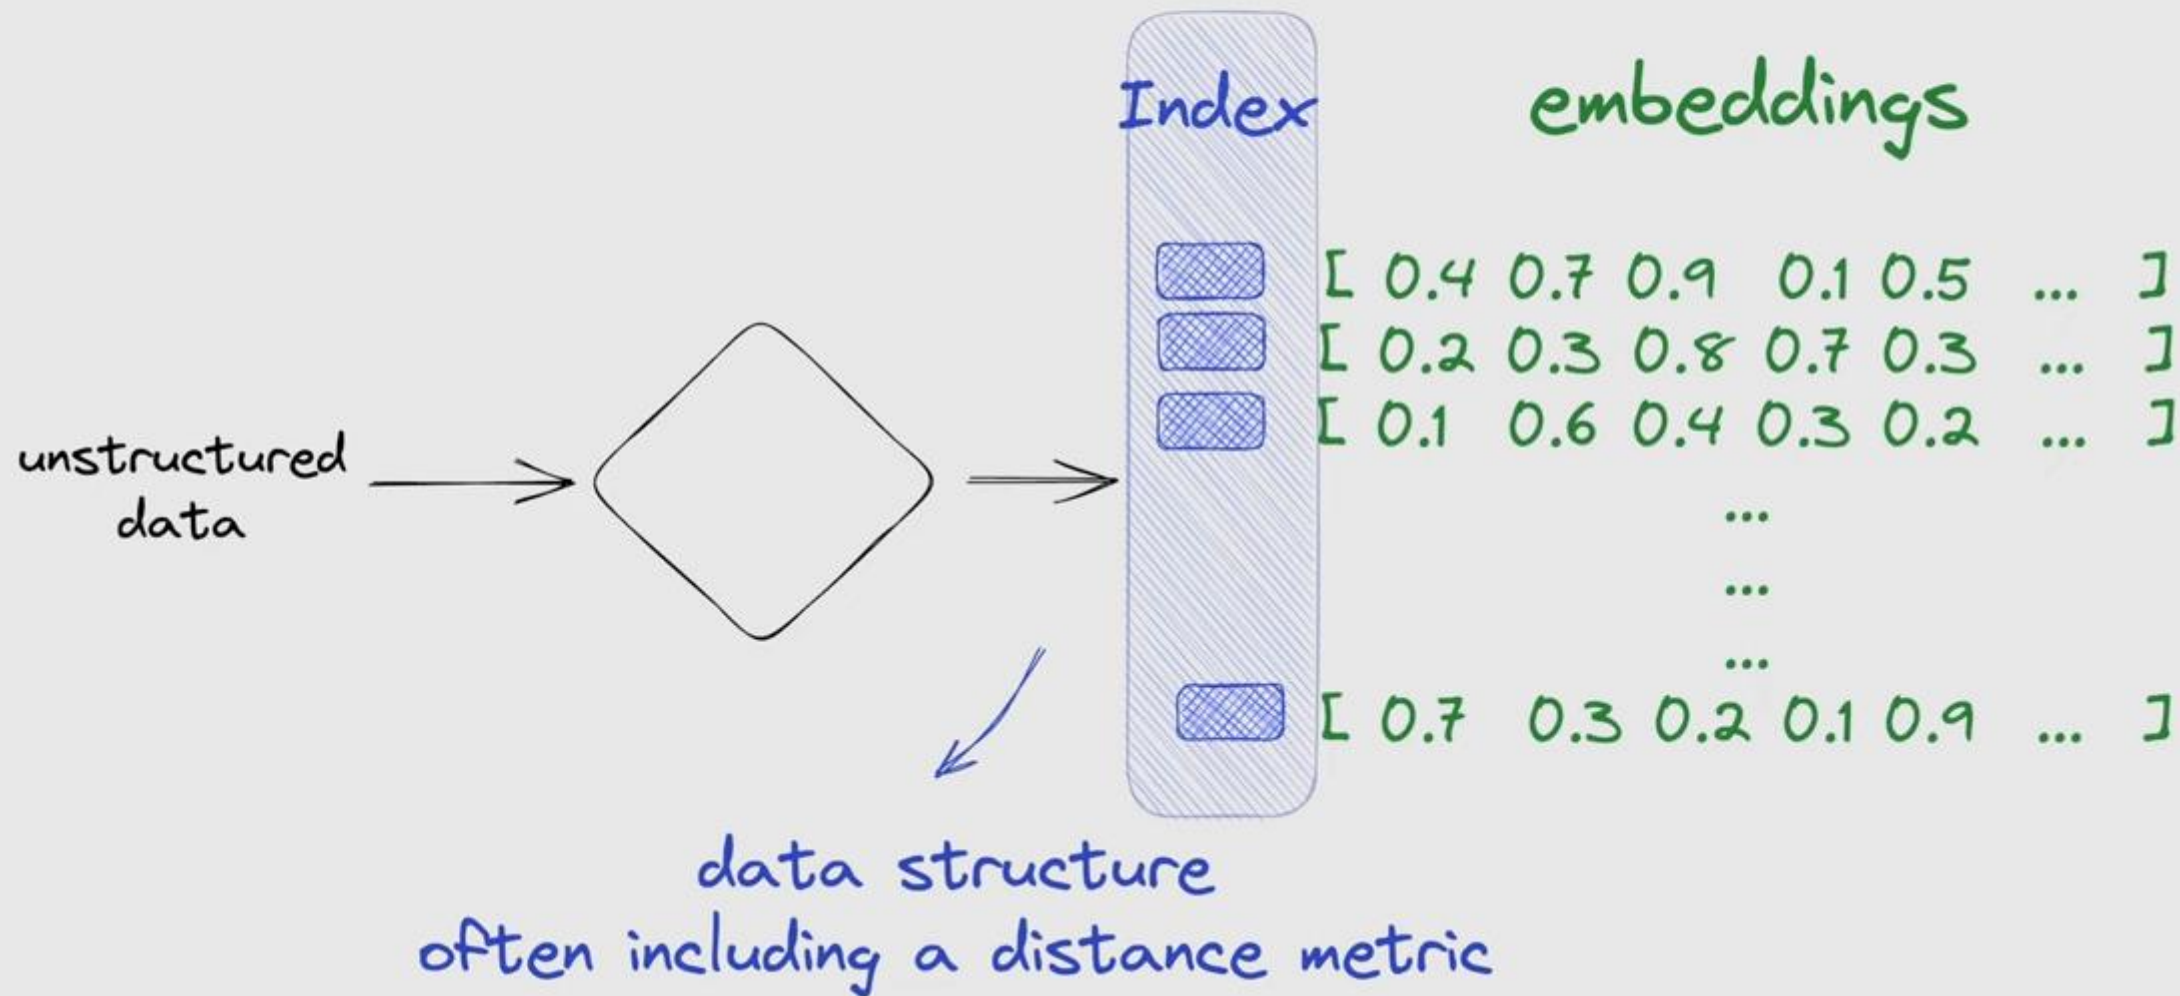 Index
embeddings
[ 0.4 0.7 0.9 0.1 0.5 ... ]
[ 0.2 0.3 0.8 0.7 0.3 ... ]
[ 0.1 0.6 0.4 0.3 0.2 ... ]
unstructured
data
...
...
...
[ 0.7 0.3 0.2 0.1 0.9 ... ]
data structure
often including a distance metric